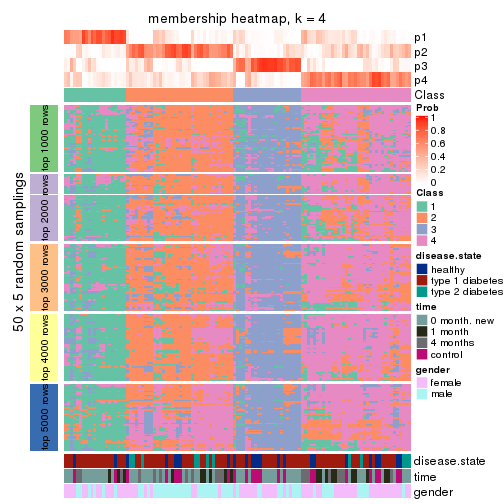 membership heatmap, k = 4
p1
p2
p3
p4
Class
50 x 5 random samplings
top 1000 rows
top 2000 rows
top 3000 rows
top 4000 rows
top 5000 rows
disease.state
time
gender
Prob
1
0.8
0.6
0.4
0.2
0
Class
1
2
3
4
disease.state
healthy
type 1 diabetes
type 2 diabetes
time
0 month. new
1 month
4 months
control
gender
female
male